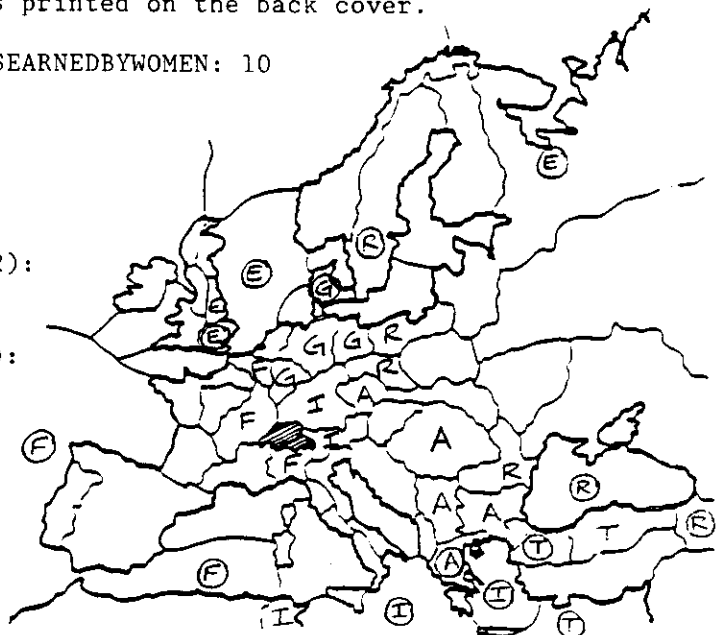 s printed on the back cover.
SEARNEDBYWOMEN: 10
E
R
R):
E
G
E
E
:
G G R
F G R
I A
F
I
A
F
R
R
A A
T T R
A
F
I
I I
T